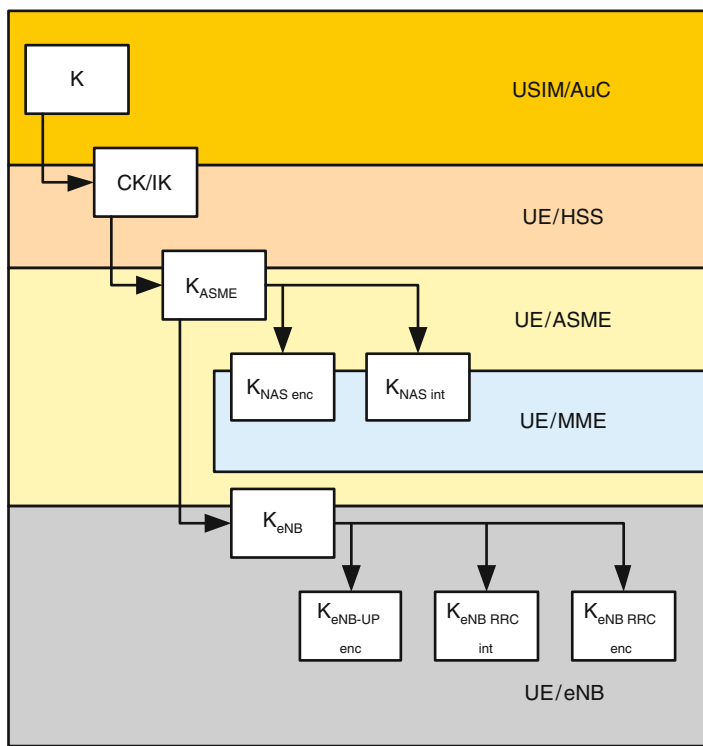 K
USIM/AuC
CK/IK
UE/HSS
KASME
UE/ASME
KNAS enc
KNAS int
UE/MME
KeNB
KeNB-UP
enc
KeNB RRC
int
KeNB RRC
enc
UE/eNB